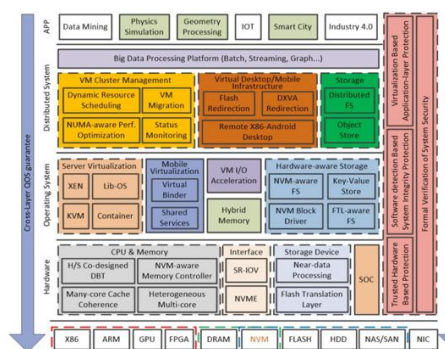 Cross-Layer QOS guarantee
APP
Data Mining
Physics
Simulation
Geometry
Processing
IOT
Smart City
Industry 4.0
Distributed System
Big Data Processing Platform (Batch, Streaming, Graph...)
VM Cluster Management
Dynamic Resource
Scheduling
VM
Migration
NUMA-aware Perf.
Optimization
Status
Monitoring
Virtual Desktop/Mobile
Infrastructure
Flash
Redirection
DXVA
Redirection
Remote X86-Android
Desktop
Storage
Distributed
FS
Object
Store
Operating System
Server Virtualization
XEN
Lib-OS
KVM
Container
Mobile
Virtualization
Virtual
Binder
Shared
Services
VM I/O
Acceleration
Hybrid
Memory
Hardware-aware Storage
NVM-aware
FS
Key-Value
Store
NVM Block
Driver
FTL-aware
FS
Hardware
CPU & Memory
H/S Co-designed
DBT
NVM-aware
Memory Controller
Many-core Cache
Coherence
Heterogeneous
Multi-core
Interface
SR-IOV
NVME
Storage Device
Near-data
Processing
Flash Translation
Layer
SOC
Virtualization Based
Application-layer Protection
Software detection Based
System Integrity Protection
Trusted Hardware
Based Protection
Formal Verification of System Security
X86
ARM
GPU
FPGA
DRAM
NVM
FLASH
HDD
NAS/SAN
NIC